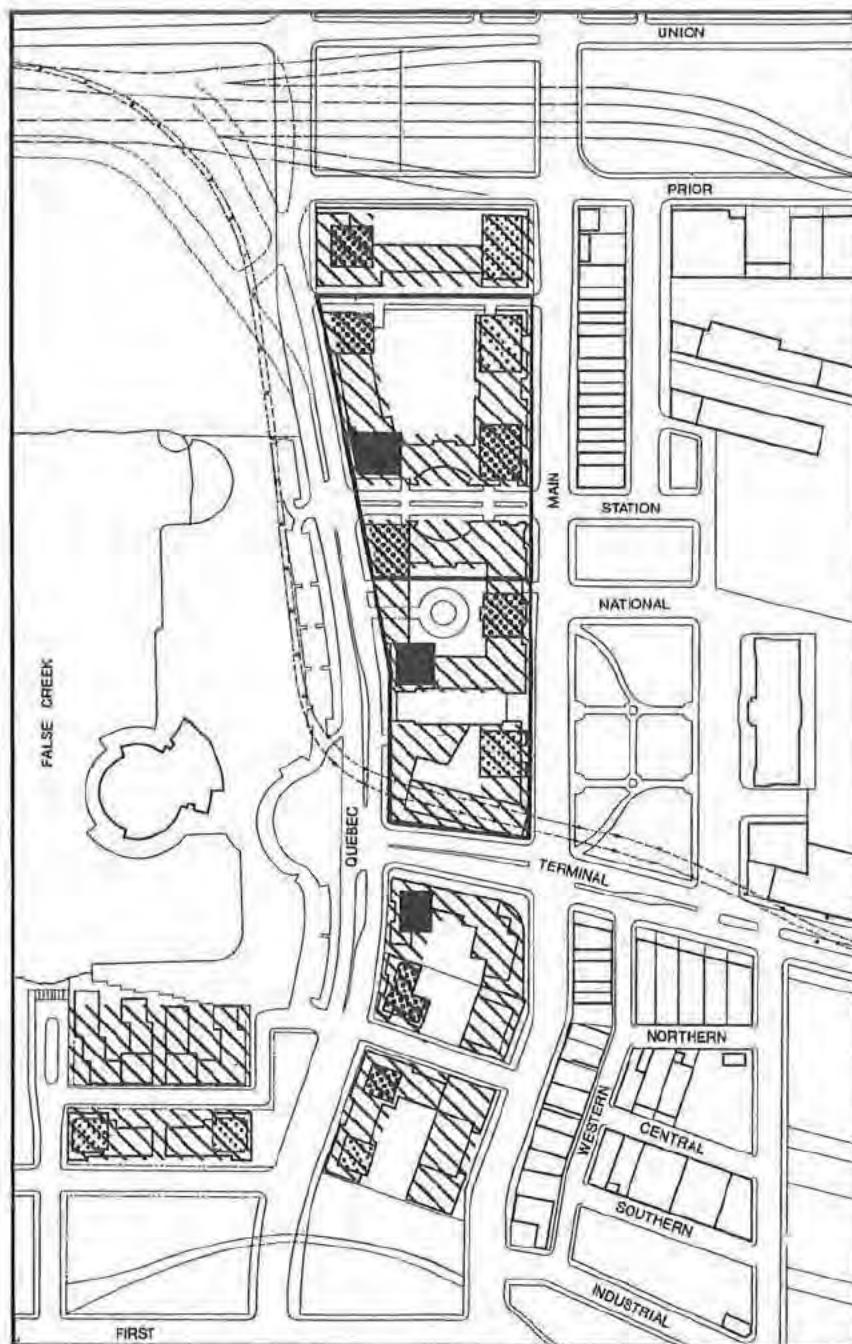 UNION
PRIOR
MAIN
STATION
NATIONAL
FALSE CREEK
QUEBEC
TERMINAL
NORTHERN
WESTERN
CENTRAL
SOUTHERN
INDUSTRIAL
FIRST